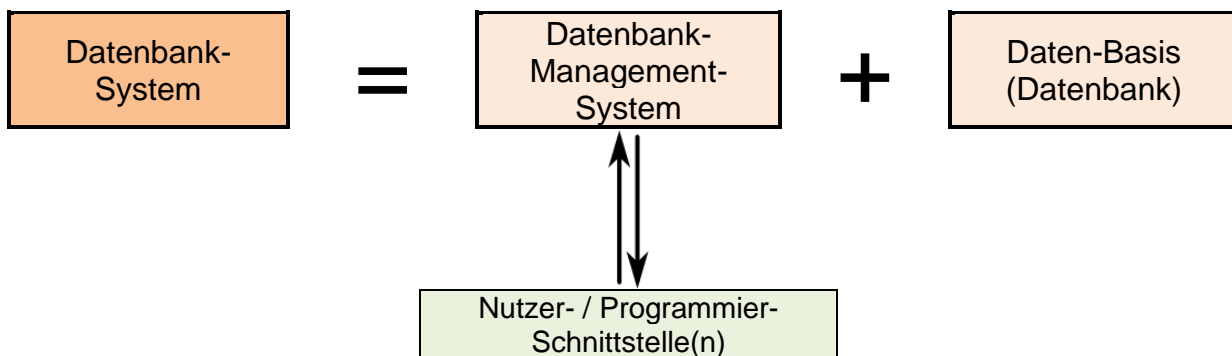 Datenbank-
System
=
Datenbank-
Management-
System
+
Daten-Basis
(Datenbank)
Nutzer- / Programmier-
Schnittstelle(n)